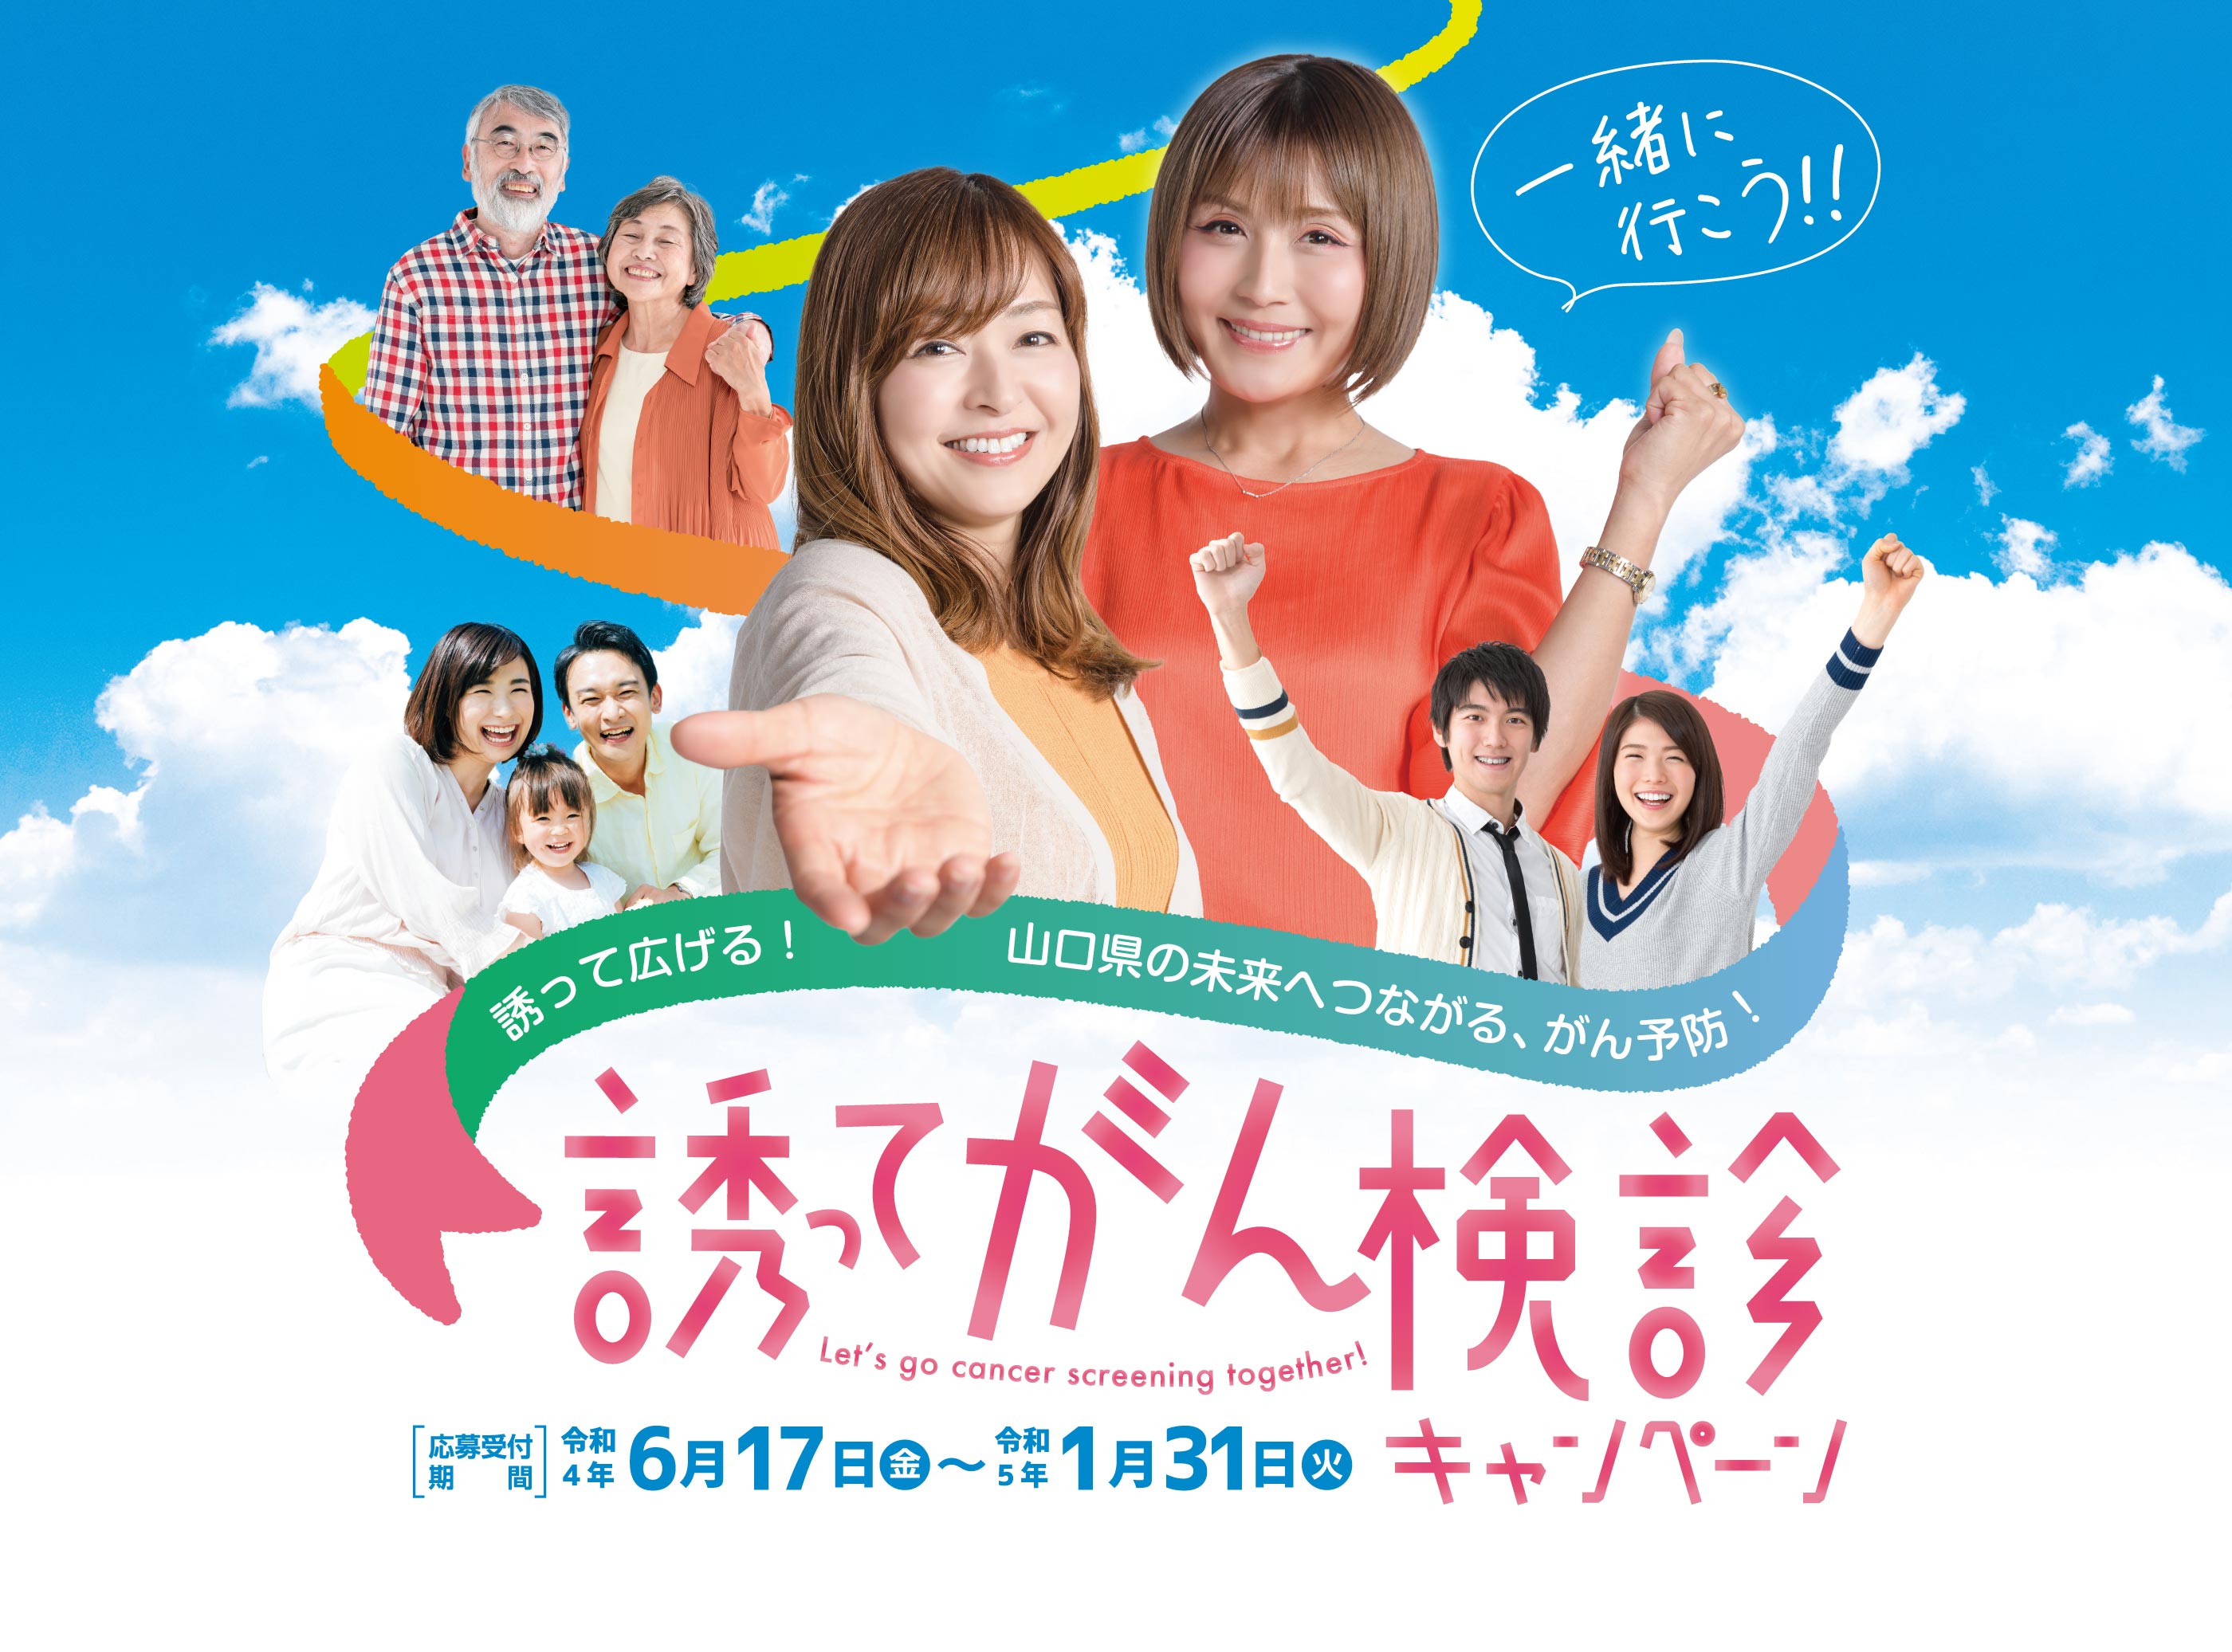 一緒に
行こう!!
誘って広げる！ 山口県の未来へつながる、がん予防！
誘ってがん検診
Let's go cancer screening together!
キャンペーン
[応募受付期間] 令和4年 6月17日金〜令和5年 1月31日火